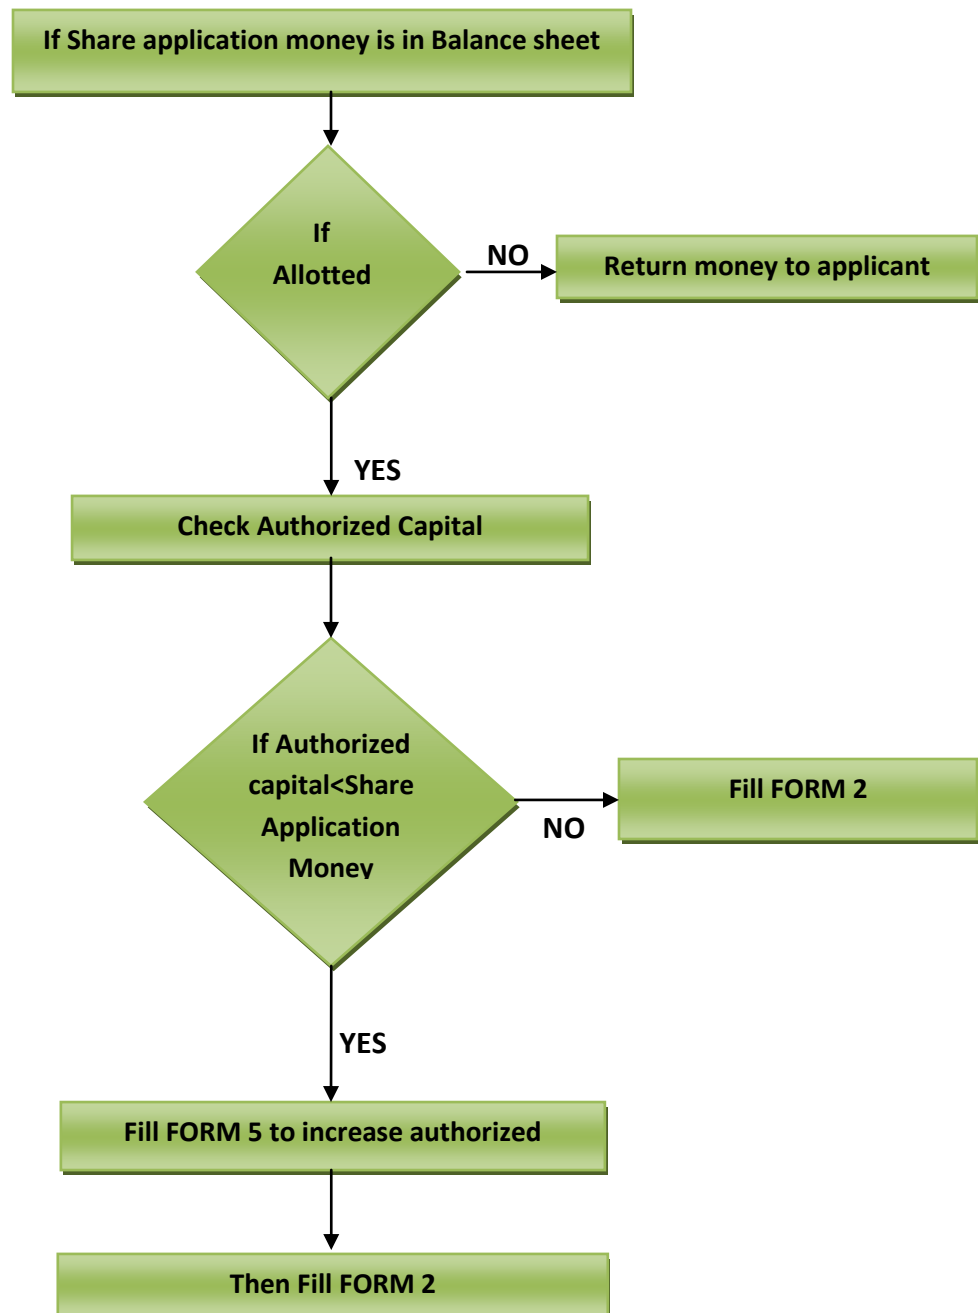 If Share application money is in Balance sheet
If
Allotted
NO
Return money to applicant
YES
Check Authorized Capital
If Authorized
capital<Share
Application
Money
NO
Fill FORM 2
YES
Fill FORM 5 to increase authorized
Then Fill FORM 2